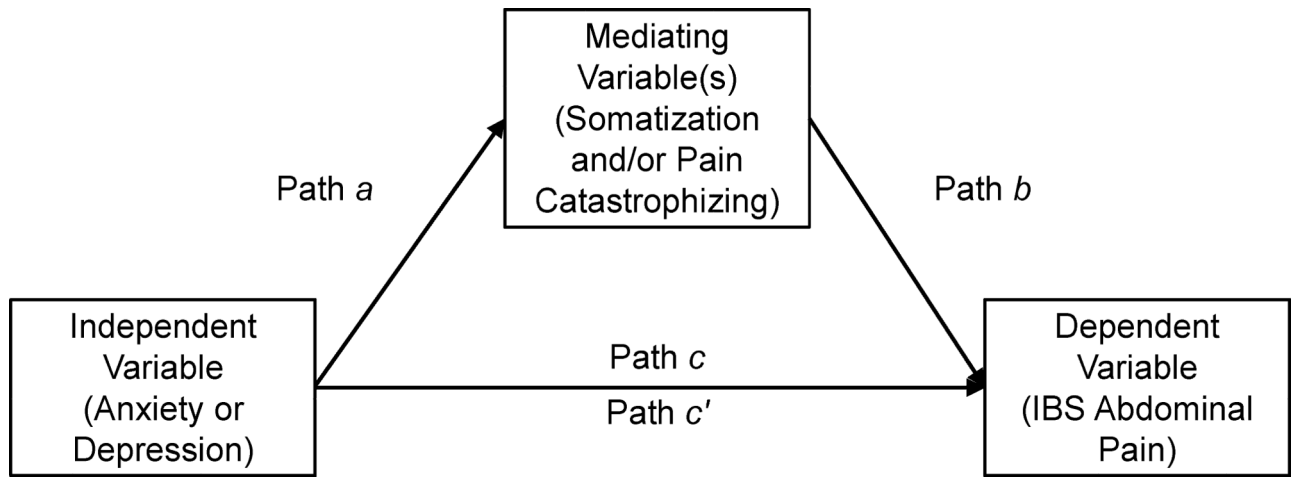 Mediating
Variable(s)
(Somatization
and/or Pain
Catastrophizing)
Path a
Path b
Independent
Variable
(Anxiety or
Depression)
Path c
Path c'
Dependent
Variable
(IBS Abdominal
Pain)